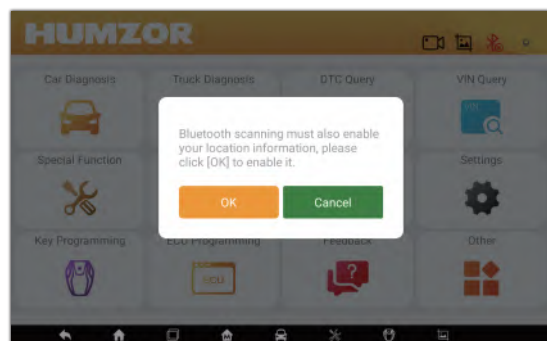 HUMZOR
Car Diagnosis
Truck Diagnosis
DTC Query
VIN Query
Bluetooth scanning must also enable
your location information, please
click [OK] to enable it.
OK
Cancel
Special Function
Settings
Key Programming
ECU Programming
Feedback
Other
ECU